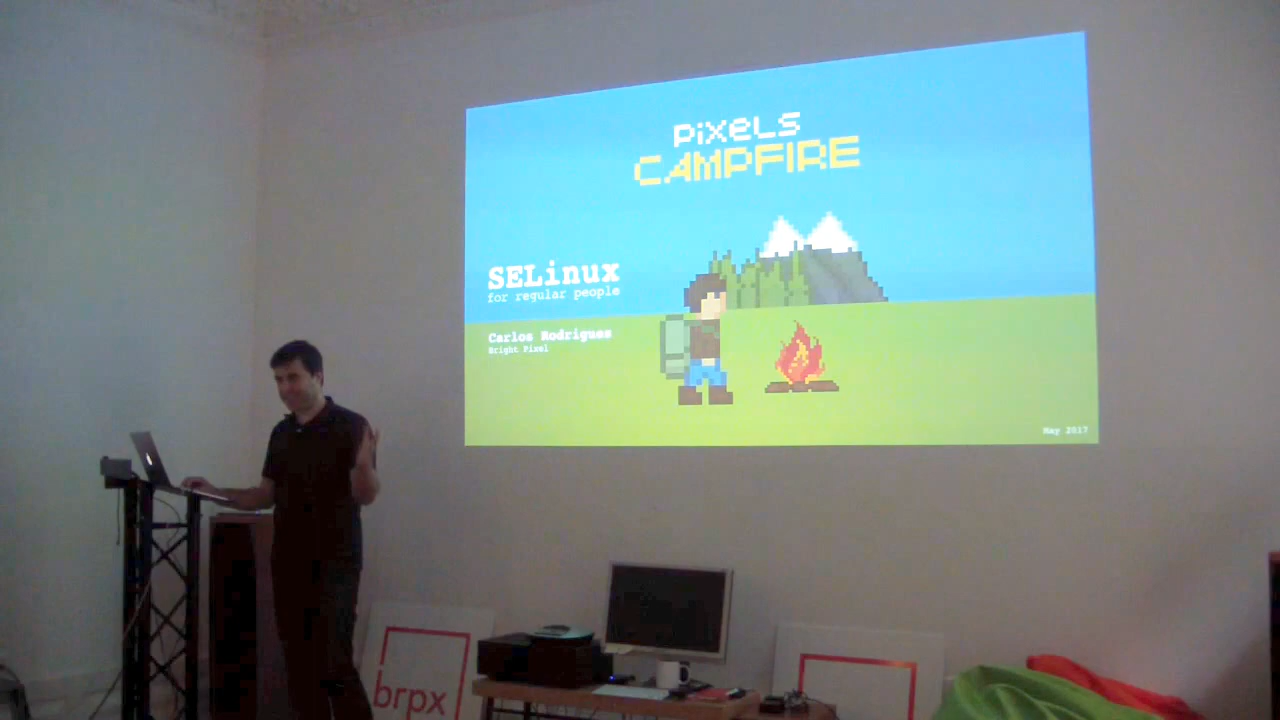 pixels
CAMPFIRE
SELinux
for regular people
Carlos Rodrigues
Bright Pixel
May 2017
brpx